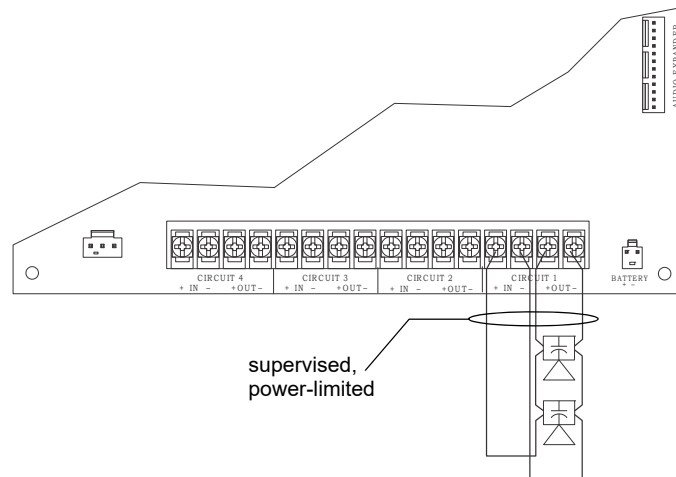 AUDIO EXPANDER
CIRCUIT 4 CIRCUIT 3 CIRCUIT 2 CIRCUIT 1 BATTERY
+ IN - +OUT- + IN - +OUT- + IN - +OUT- + IN - +OUT- + -
supervised,
power-limited